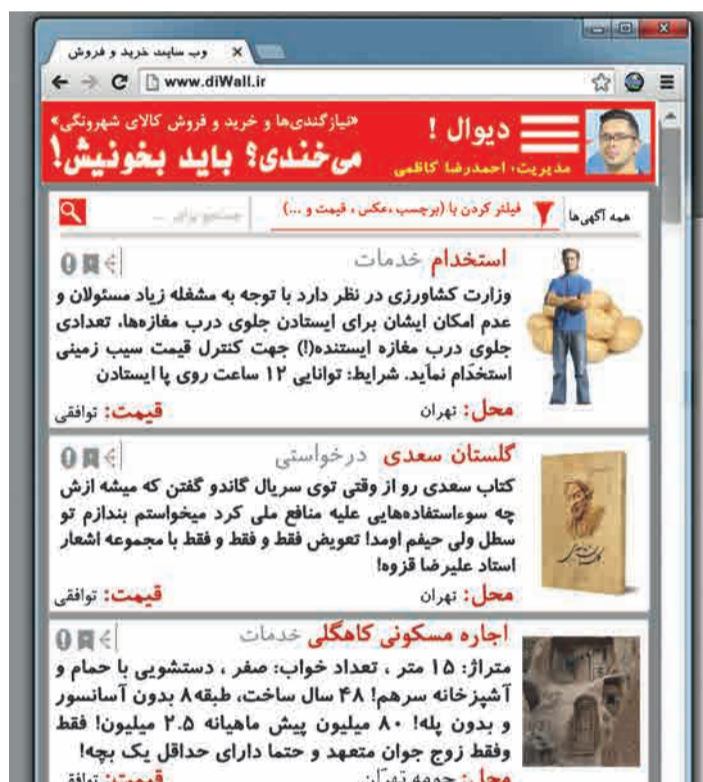 وب سایت خرید و فروش
www.diWall.ir
دیوال !
«نیازگندی‌ها و خرید و فروش کالای شهرونگی»
مدیریت: احمدرضا کاظمی
می‌خندی؟ باید بخونیش!
همه آگهی‌ها
فیلتر کردن با (برچسب ،عکس ، قیمت و ...)
جستجو برای ...
استخدام خدمات
وزارت کشاورزی در نظر دارد با توجه به مشغله زیاد مسئولان و
عدم امکان ایشان برای ایستادن جلوی درب مغازه‌ها، تعدادی
جلوی درب مغازه ایستنده(!) جهت کنترل قیمت سیب زمینی
استخدام نماید. شرایط: توانایی ۱۲ ساعت روی پا ایستادن
محل: تهران
قیمت: توافقی
گلستان سعدی درخواستی
کتاب سعدی رو از وقتی توی سریال گاندو گفتن که میشه ازش
چه سوءاستفاده‌هایی علیه منافع ملی کرد میخواستم بندازم تو
سطل ولی حیفم اومد! تعویض فقط و فقط و فقط با مجموعه اشعار
استاد علیرضا قزوه!
محل: تهران
قیمت: توافقی
اجاره مسکونی کاهگلی خدمات
متراژ: ۱۵ متر ، تعداد خواب: صفر ، دستشویی با حمام و
آشپزخانه سرهم! ۴۸ سال ساخت، طبقه۸ بدون آسانسور
و بدون پله! ۸۰ میلیون پیش ماهیانه ۲.۵ میلیون! فقط
وفقط زوج جوان متعهد و حتما دارای حداقل یک بچه!
محل: حومه تهران
قیمت: توافقی